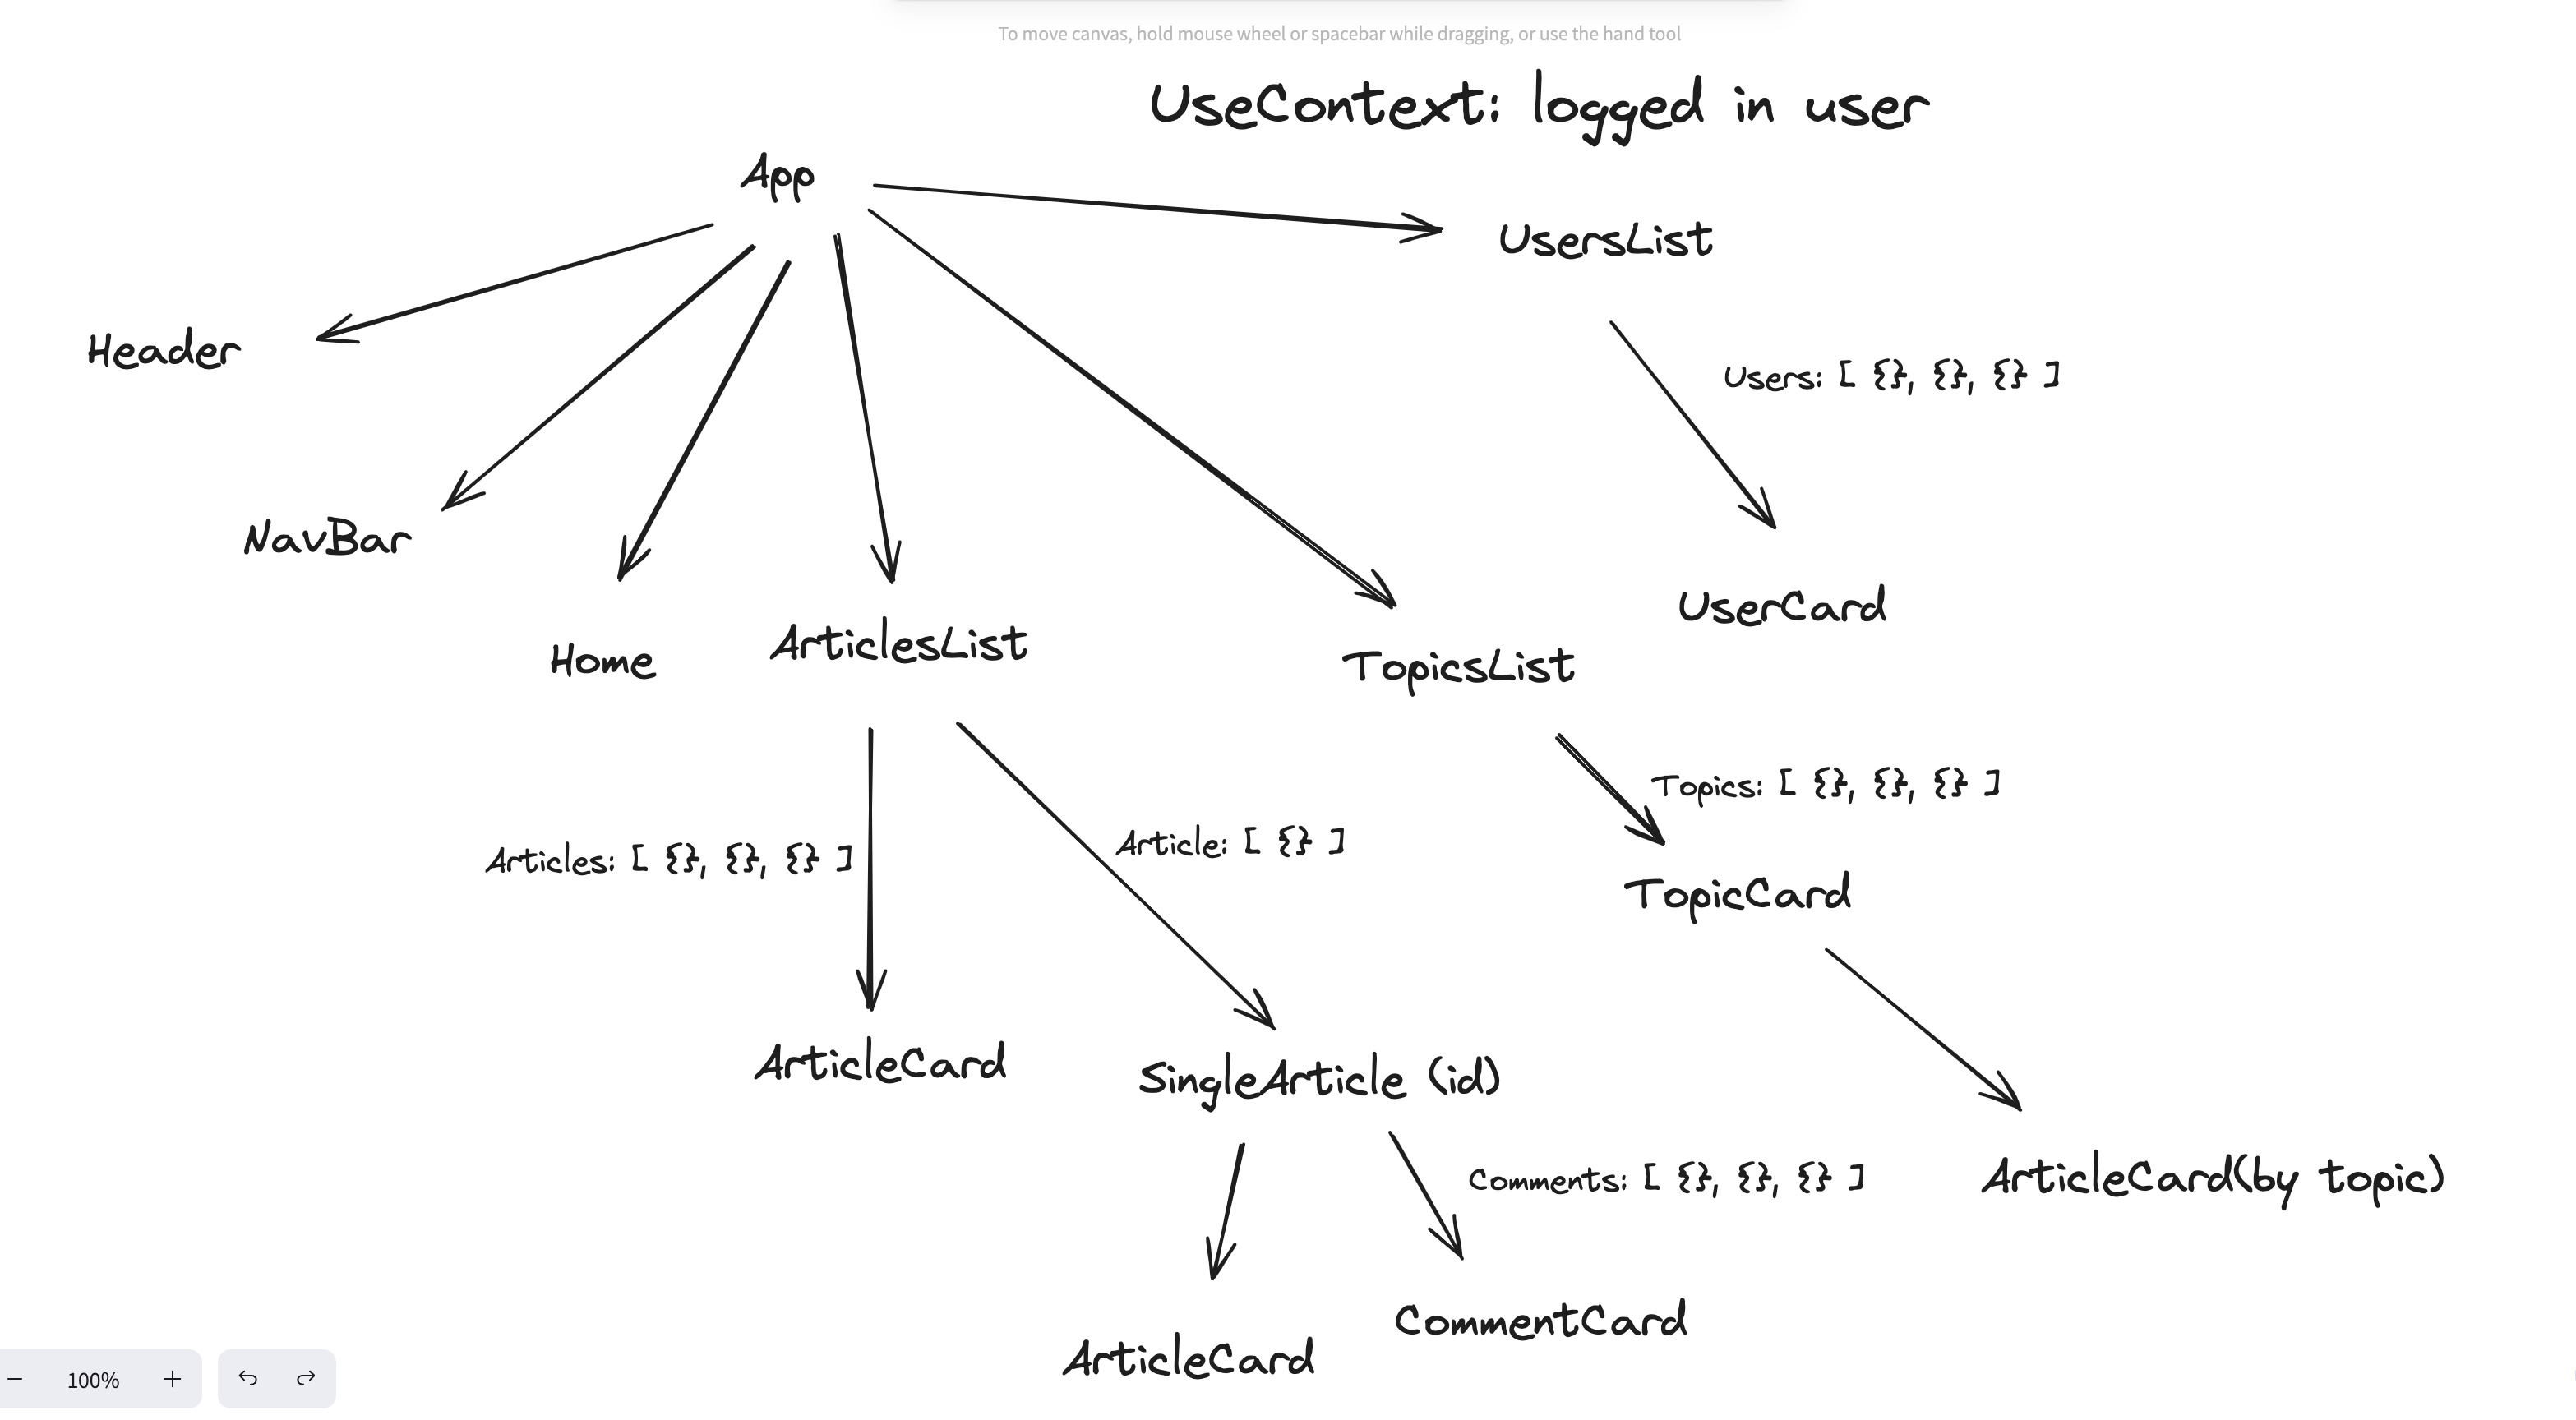 To move canvas, hold mouse wheel or spacebar while dragging, or use the hand tool
UseContext: logged in user
App
UsersList
Header
Users: [ {}, {}, {} ]
NavBar
UserCard
Home
ArticlesList
TopicsList
Topics: [ {}, {}, {} ]
Articles: [ {}, {}, {} ]
Article: [ {} ]
TopicCard
ArticleCard
SingleArticle (id)
Comments: [ {}, {}, {} ]
ArticleCard(by topic)
CommentCard
ArticleCard
100%